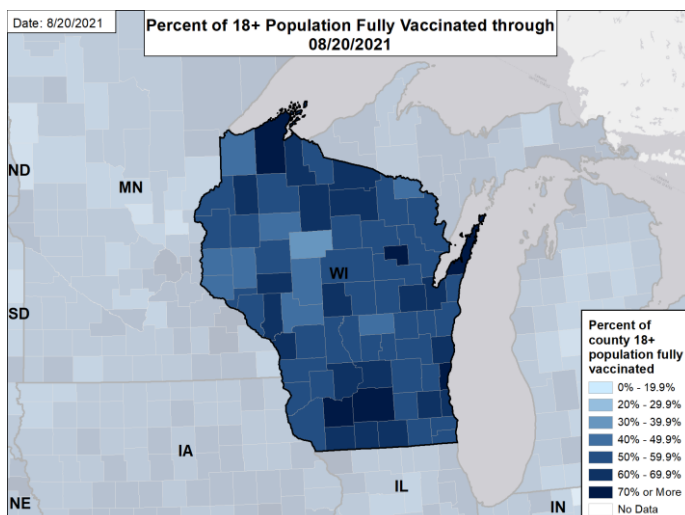 Date: 8/20/2021
Percent of 18+ Population Fully Vaccinated through
08/20/2021
ND
MN
WI
SD
IA
NE
IL
IN
Percent of
county 18+
population fully
vaccinated
0% - 19.9%
20% - 29.9%
30% - 39.9%
40% - 49.9%
50% - 59.9%
60% - 69.9%
70% or More
No Data